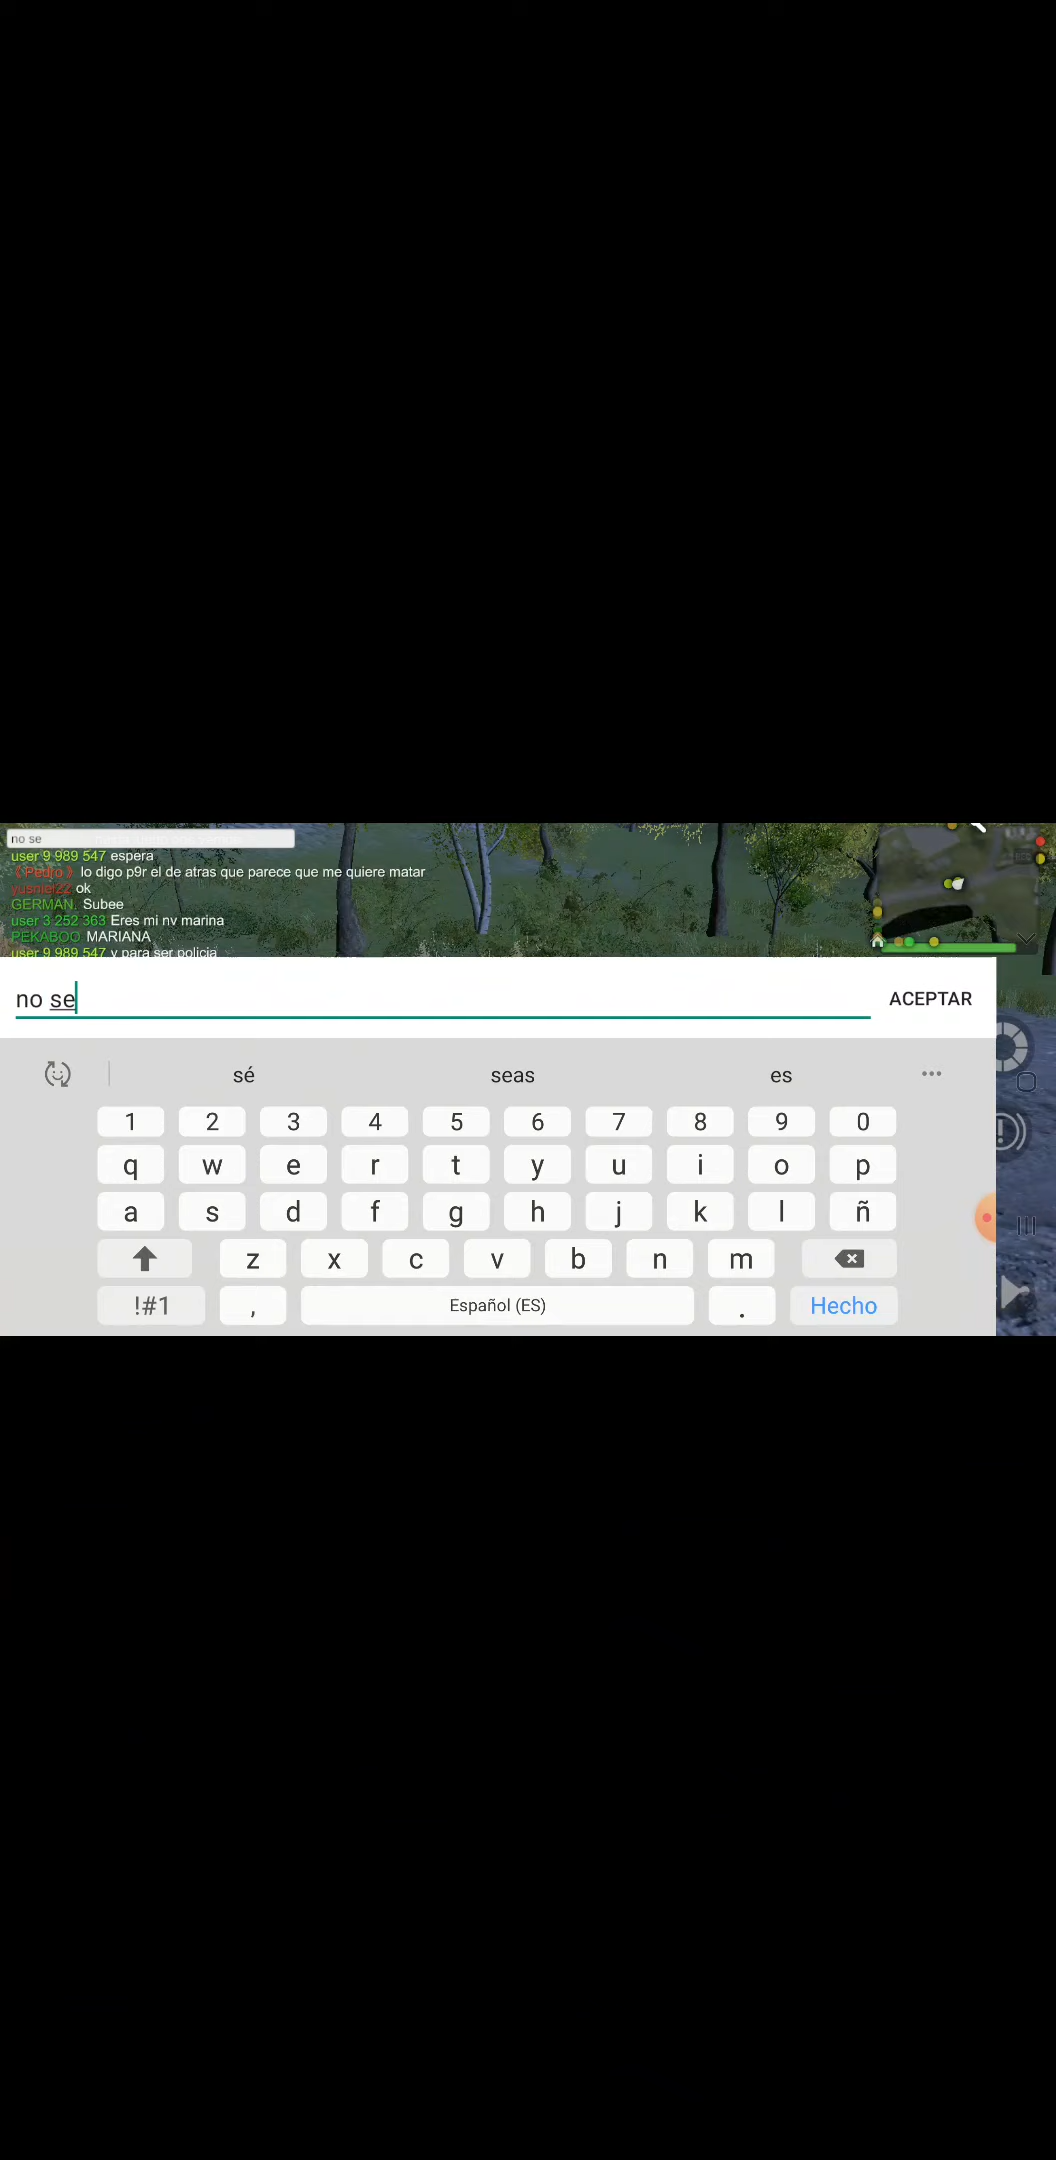 no se
user 9 989 547 espera
《 Pedro 》 lo digo p9r el de atras que parece que me quiere matar
yusniel22 ok
GERMAN. Subee
user 3 252 363 Eres mi nv marina
PEKABOO MARIANA
user 9 989 547 y para ser policia
no se
ACEPTAR
sé seas es
1 2 3 4 5 6 7 8 9 0
q w e r t y u i o p
a s d f g h j k l ñ
z x c v b n m
!#1 , Español (ES) . Hecho